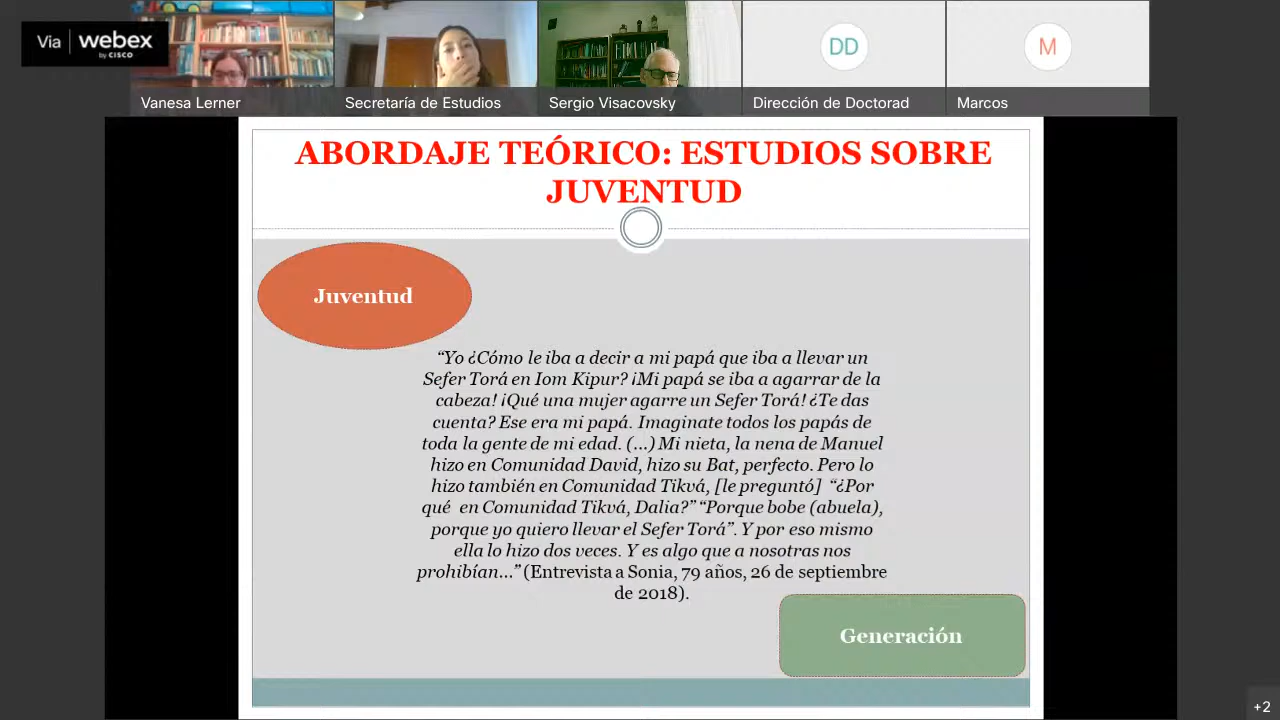 Via webex
by CISCO
Vanesa Lerner
Secretaría de Estudios
Sergio Visacovsky
DD
Dirección de Doctorad
M
Marcos
ABORDAJE TEÓRICO: ESTUDIOS SOBRE
JUVENTUD
Juventud
“Yo ¿Cómo le iba a decir a mi papá que iba a llevar un
Sefer Torá en Iom Kipur? ¡Mi papá se iba a agarrar de la
cabeza! ¡Qué una mujer agarre un Sefer Torá! ¿Te das
cuenta? Ese era mi papá. Imaginate todos los papás de
toda la gente de mi edad. (…) Mi nieta, la nena de Manuel
hizo en Comunidad David, hizo su Bat, perfecto. Pero lo
hizo también en Comunidad Tikvá, [le preguntó] “¿Por
qué en Comunidad Tikvá, Dalia?” “Porque bobe (abuela),
porque yo quiero llevar el Sefer Torá”. Y por eso mismo
ella lo hizo dos veces. Y es algo que a nosotras nos
prohibían…” (Entrevista a Sonia, 79 años, 26 de septiembre
de 2018).
Generación
+2